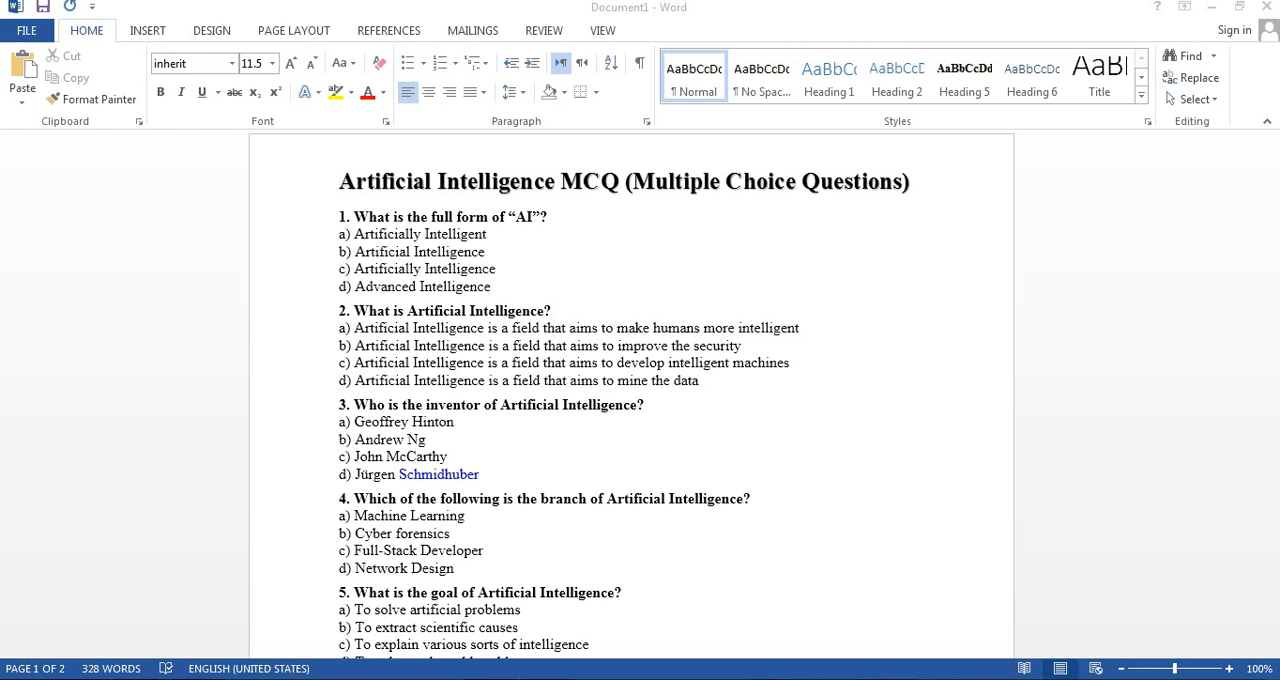 Document1 - Word
?
FILE HOME INSERT DESIGN PAGE LAYOUT REFERENCES MAILINGS REVIEW VIEW Sign in
Paste
Cut
Copy
Format Painter
Clipboard
inherit 11.5 A A Aa
B I U abc x₂ x² A A
Font
Paragraph
AaBbCcDc AaBbCcDc AaBbCc AaBbCcD AaBbCcDd AaBbCcDc AaBl
¶ Normal ¶ No Spac... Heading 1 Heading 2 Heading 5 Heading 6 Title
Styles
Find
Replace
Select
Editing
Artificial Intelligence MCQ (Multiple Choice Questions)
1. What is the full form of “AI”?
a) Artificially Intelligent
b) Artificial Intelligence
c) Artificially Intelligence
d) Advanced Intelligence
2. What is Artificial Intelligence?
a) Artificial Intelligence is a field that aims to make humans more intelligent
b) Artificial Intelligence is a field that aims to improve the security
c) Artificial Intelligence is a field that aims to develop intelligent machines
d) Artificial Intelligence is a field that aims to mine the data
3. Who is the inventor of Artificial Intelligence?
a) Geoffrey Hinton
b) Andrew Ng
c) John McCarthy
d) Jürgen Schmidhuber
4. Which of the following is the branch of Artificial Intelligence?
a) Machine Learning
b) Cyber forensics
c) Full-Stack Developer
d) Network Design
5. What is the goal of Artificial Intelligence?
a) To solve artificial problems
b) To extract scientific causes
c) To explain various sorts of intelligence
PAGE 1 OF 2 328 WORDS ENGLISH (UNITED STATES) 100%